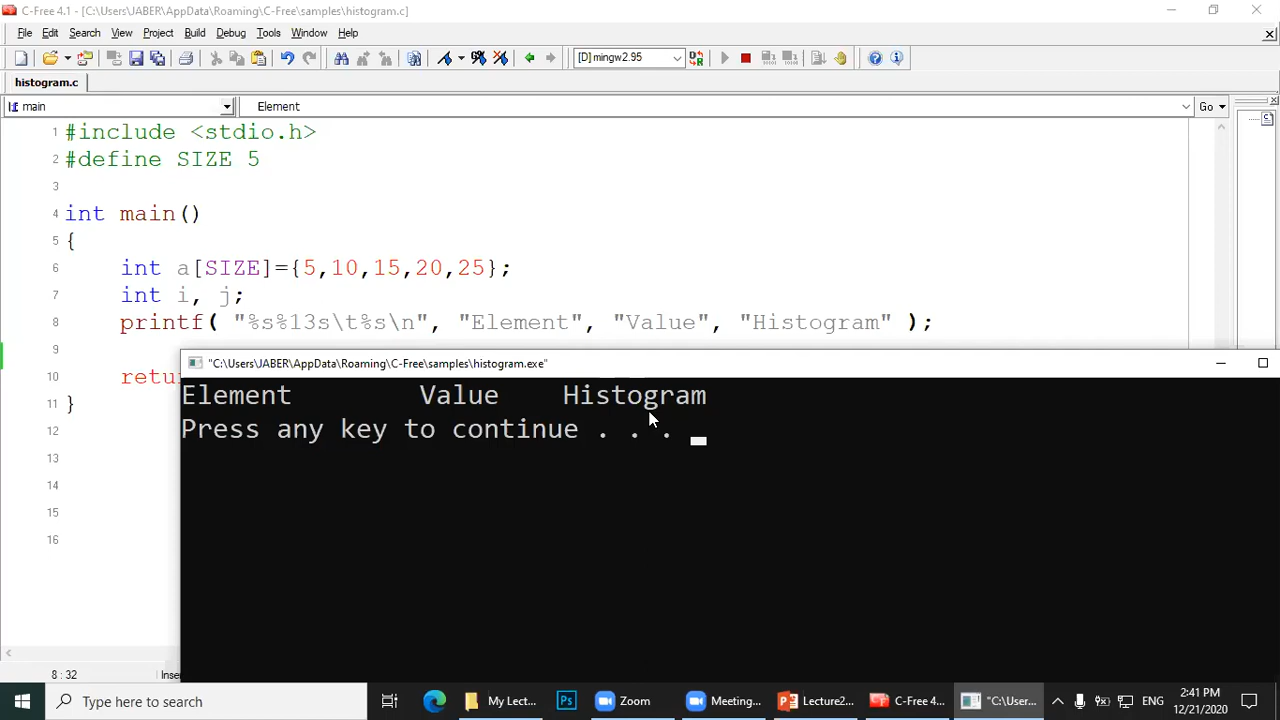 C-Free 4.1 - [C:\Users\JABER\AppData\Roaming\C-Free\samples\histogram.c]
File Edit Search View Project Build Debug Tools Window Help
[D] mingw2.95
histogram.c
main Element Go
1 #include <stdio.h>
2 #define SIZE 5
3
4 int main()
5 {
6 int a[SIZE]={5,10,15,20,25};
7 int i, j;
8 printf( "%s%13s\t%s\n", "Element", "Value", "Histogram" );
9
10 retu
11 }
12
13
14
15
16
"C:\Users\JABER\AppData\Roaming\C-Free\samples\histogram.exe"
Element Value Histogram
Press any key to continue . . .
8 : 32 Inser
Type here to search
My Lect...
Ps
Zoom
Meeting...
Lecture2...
C-Free 4...
"C:\User...
ENG
2:41 PM
12/21/2020